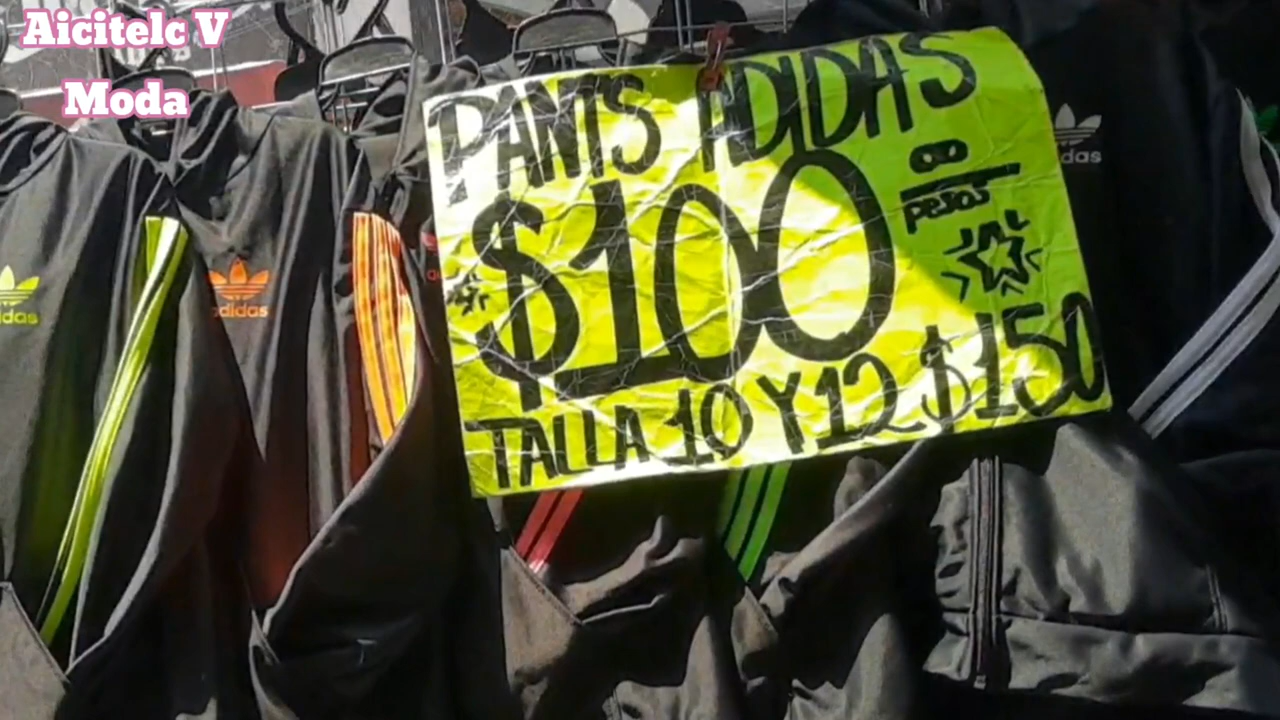 Aicitelc V
Moda
PANTS ADIDAS
$100 00
pesos
TALLA 10 Y 12 $150
adidas
adidas
adidas